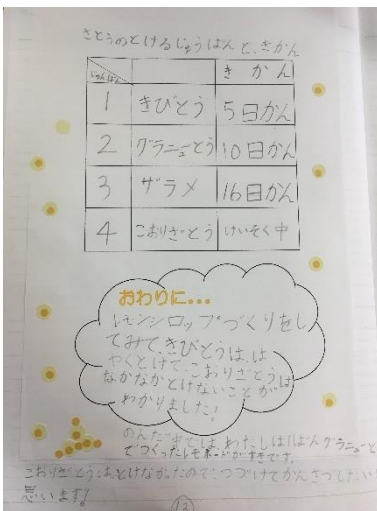 さとうのとけるじゅうばんと、きかん
じゅんばん きかん
1 きびとう 5日かん
2 グラニュとう 10日かん
3 ザラメ 16日かん
4 こおりざとう けいそく中
おわりに...
レモンシロップづくりをし
てみて、きびとうは、は
やくとけて、こおりざとうは
なかなかとけないことが
わかりました!
のんだ中では、わたしは1ばんグラニュと
でつくったレモネードがすきです。
こおりざとうは、とけなかったので、つづけてかんさつしたいと
思います!
13